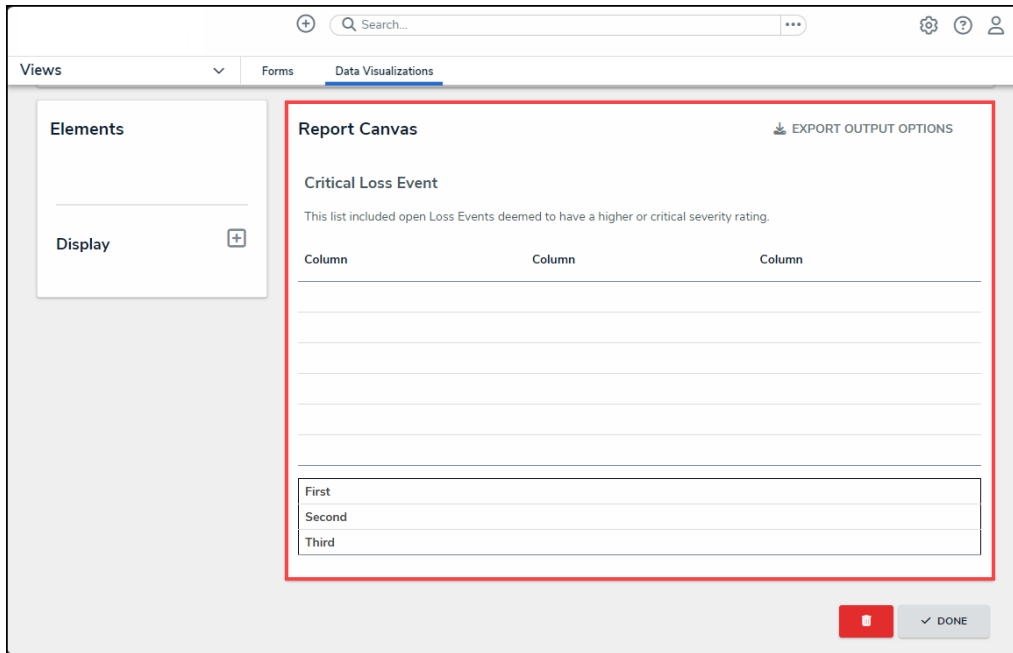 Search...
Views
Forms
Data Visualizations
Elements
Display
Report Canvas
EXPORT OUTPUT OPTIONS
Critical Loss Event
This list included open Loss Events deemed to have a higher or critical severity rating.
Column Column Column
First
Second
Third
DONE